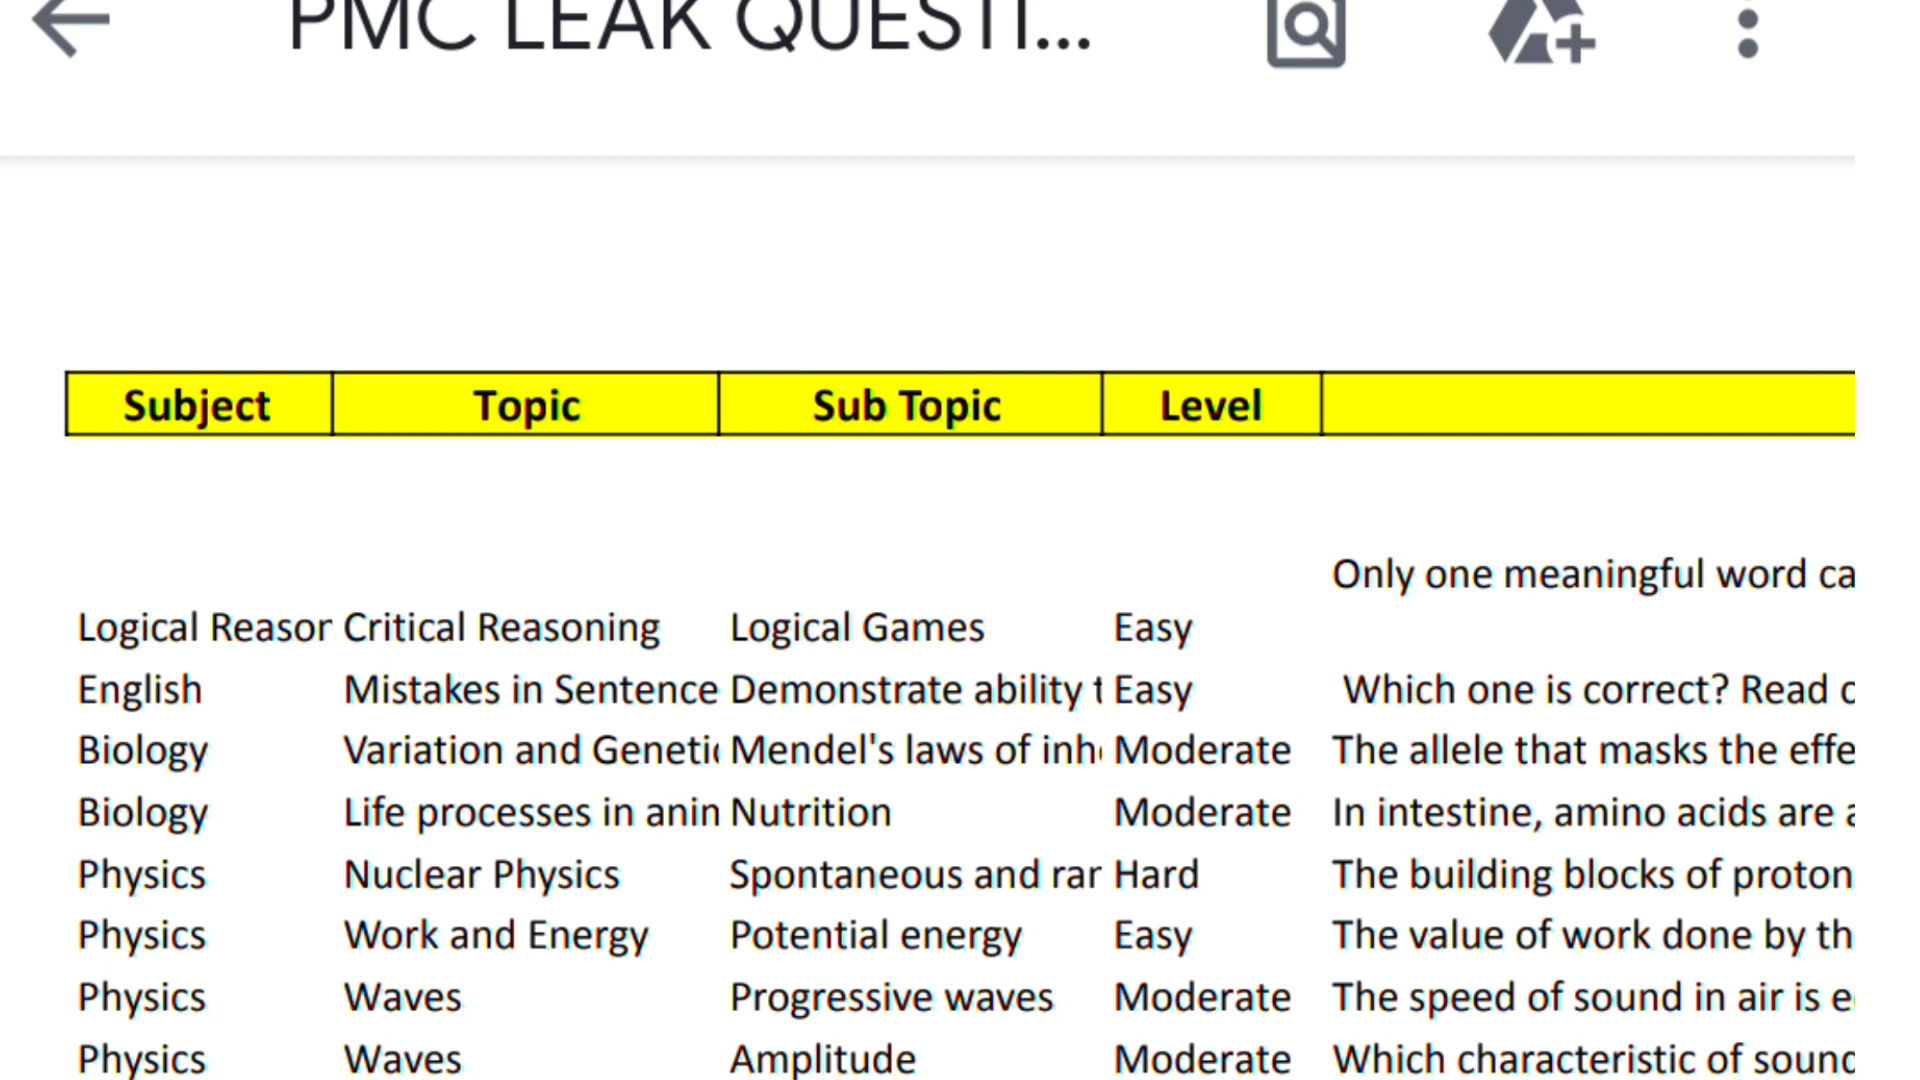 PMC LEAK QUESTI...
Subject Topic Sub Topic Level
Only one meaningful word ca
Logical Reasor Critical Reasoning Logical Games Easy
English Mistakes in Sentence Demonstrate ability t Easy Which one is correct? Read c
Biology Variation and Genetic Mendel's laws of inh Moderate The allele that masks the effe
Biology Life processes in anin Nutrition Moderate In intestine, amino acids are a
Physics Nuclear Physics Spontaneous and rar Hard The building blocks of proton
Physics Work and Energy Potential energy Easy The value of work done by th
Physics Waves Progressive waves Moderate The speed of sound in air is e
Physics Waves Amplitude Moderate Which characteristic of sound